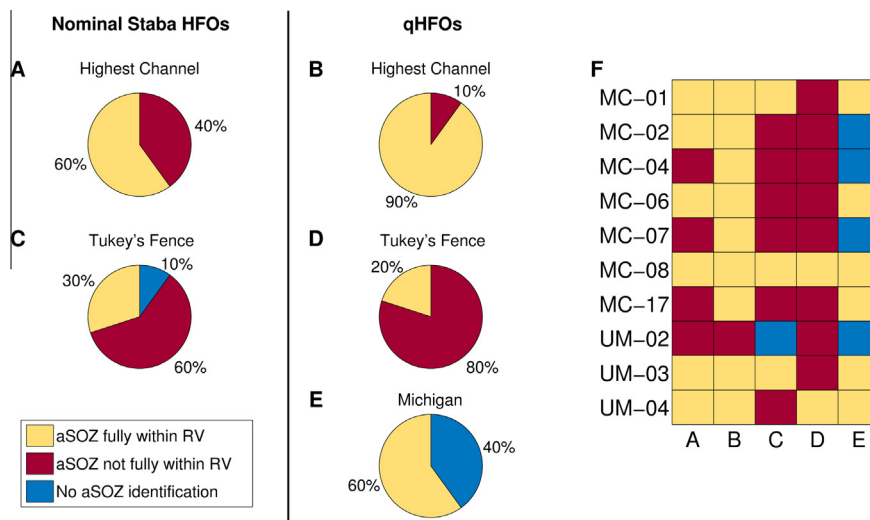 Nominal Staba HFOs
A
Highest Channel
40%
60%
C
Tukey's Fence
10%
30%
60%
aSOZ fully within RV
aSOZ not fully within RV
No aSOZ identification
qHFOs
B
Highest Channel
10%
90%
D
Tukey's Fence
20%
80%
E
Michigan
40%
60%
F
MC−01
MC−02
MC−04
MC−06
MC−07
MC−08
MC−17
UM−02
UM−03
UM−04
A B C D E